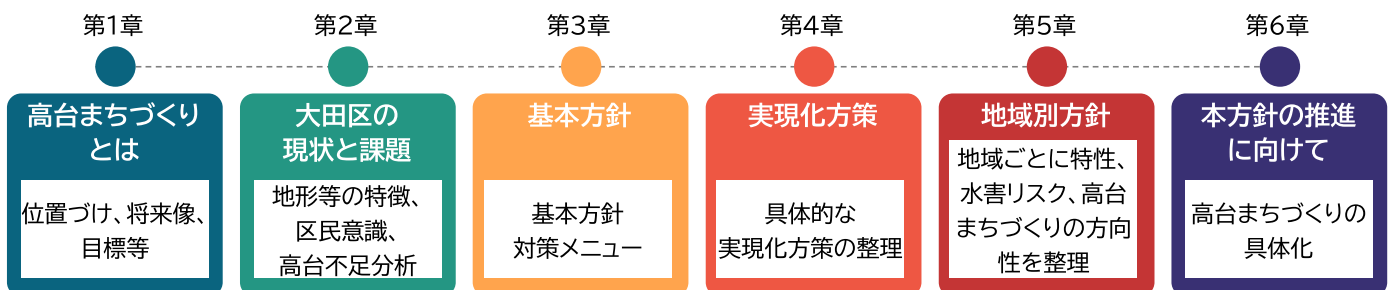 第1章
高台まちづくり
とは
位置づけ、将来像、
目標等
第2章
大田区の
現状と課題
地形等の特徴、
区民意識、
高台不足分析
第3章
基本方針
基本方針
対策メニュー
第4章
実現化方策
具体的な
実現化方策の整理
第5章
地域別方針
地域ごとに特性、
水害リスク、高台
まちづくりの方向
性を整理
第6章
本方針の推進
に向けて
高台まちづくりの
具体化